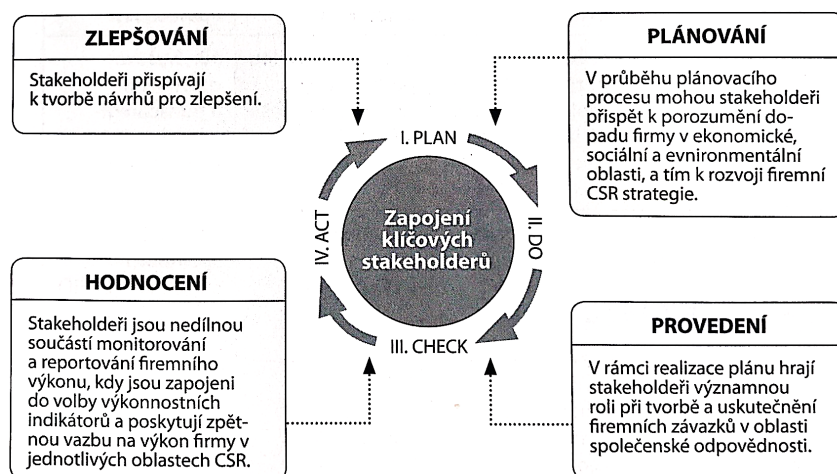 ZLEPŠOVÁNÍ
Stakeholdeři přispívají
k tvorbě návrhů pro zlepšení.
PLÁNOVÁNÍ
V průběhu plánovacího
procesu mohou stakeholdeři
přispět k porozumění do-
padu firmy v ekonomické,
sociální a evnironmentální
oblasti, a tím k rozvoji firemní
CSR strategie.
I. PLAN
II. DO
III. CHECK
IV. ACT
Zapojení
klíčových
stakeholderů
HODNOCENÍ
Stakeholdeři jsou nedílnou
součástí monitorování
a reportování firemního
výkonu, kdy jsou zapojeni
do volby výkonnostních
indikátorů a poskytují zpět-
nou vazbu na výkon firmy v
jednotlivých oblastech CSR.
PROVEDENÍ
V rámci realizace plánu hrají
stakeholdeři významnou
roli při tvorbě a uskutečnění
firemních závazků v oblasti
společenské odpovědnosti.